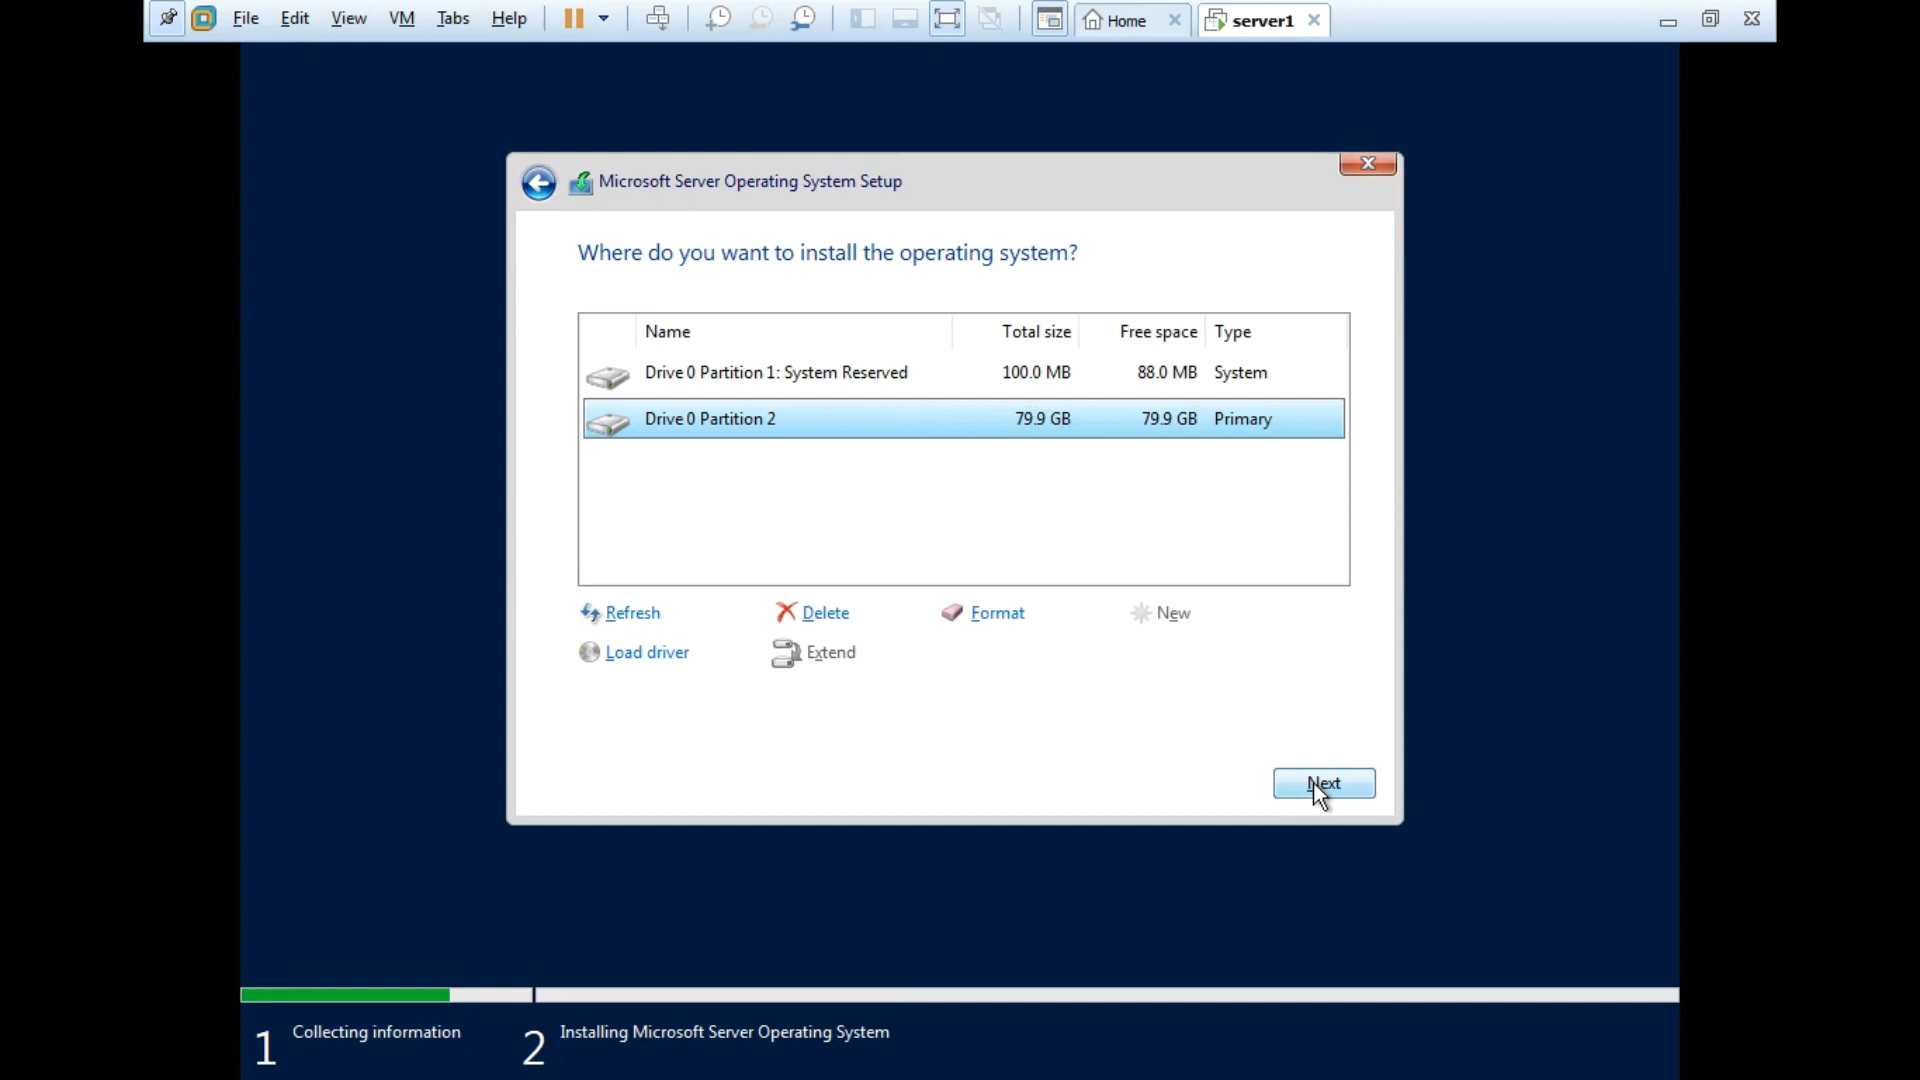 File Edit View VM Tabs Help Home server1
Microsoft Server Operating System Setup
Where do you want to install the operating system?
Name Total size Free space Type
Drive 0 Partition 1: System Reserved 100.0 MB 88.0 MB System
Drive 0 Partition 2 79.9 GB 79.9 GB Primary
Refresh Delete Format New
Load driver Extend
Next
1 Collecting information 2 Installing Microsoft Server Operating System